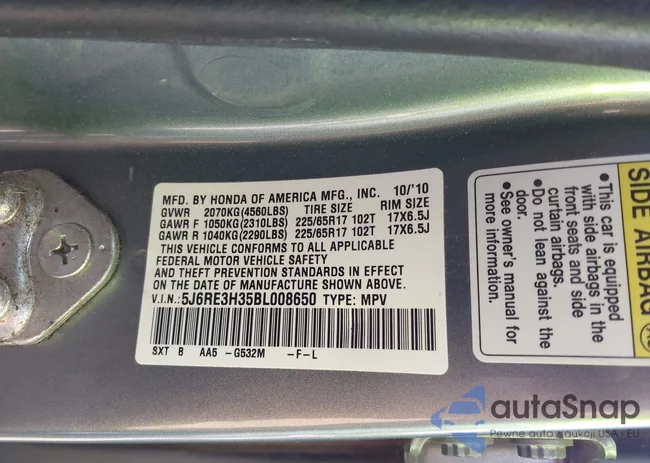 MFD. BY HONDA OF AMERICA MFG., INC. 10/'10
GVWR 2070KG(4560LBS) TIRE SIZE RIM SIZE
GAWR F 1050KG(2310LBS) 225/65R17 102T 17X6.5J
GAWR R 1040KG(2290LBS) 225/65R17 102T 17X6.5J
THIS VEHICLE CONFORMS TO ALL APPLICABLE
FEDERAL MOTOR VEHICLE SAFETY
AND THEFT PREVENTION STANDARDS IN EFFECT
ON THE DATE OF MANUFACTURE SHOWN ABOVE.
V.I.N.: 5J6RE3H35BL008650 TYPE: MPV
SXT B AA5 -G532M -F-L
SIDE AIRBAG
•This car is equipped
with side airbags in the
front seats and side
curtain airbags.
•Do not lean against the
door.
•See owner's manual
for
autaSnap
Pewne auto z aukcji USA i EU